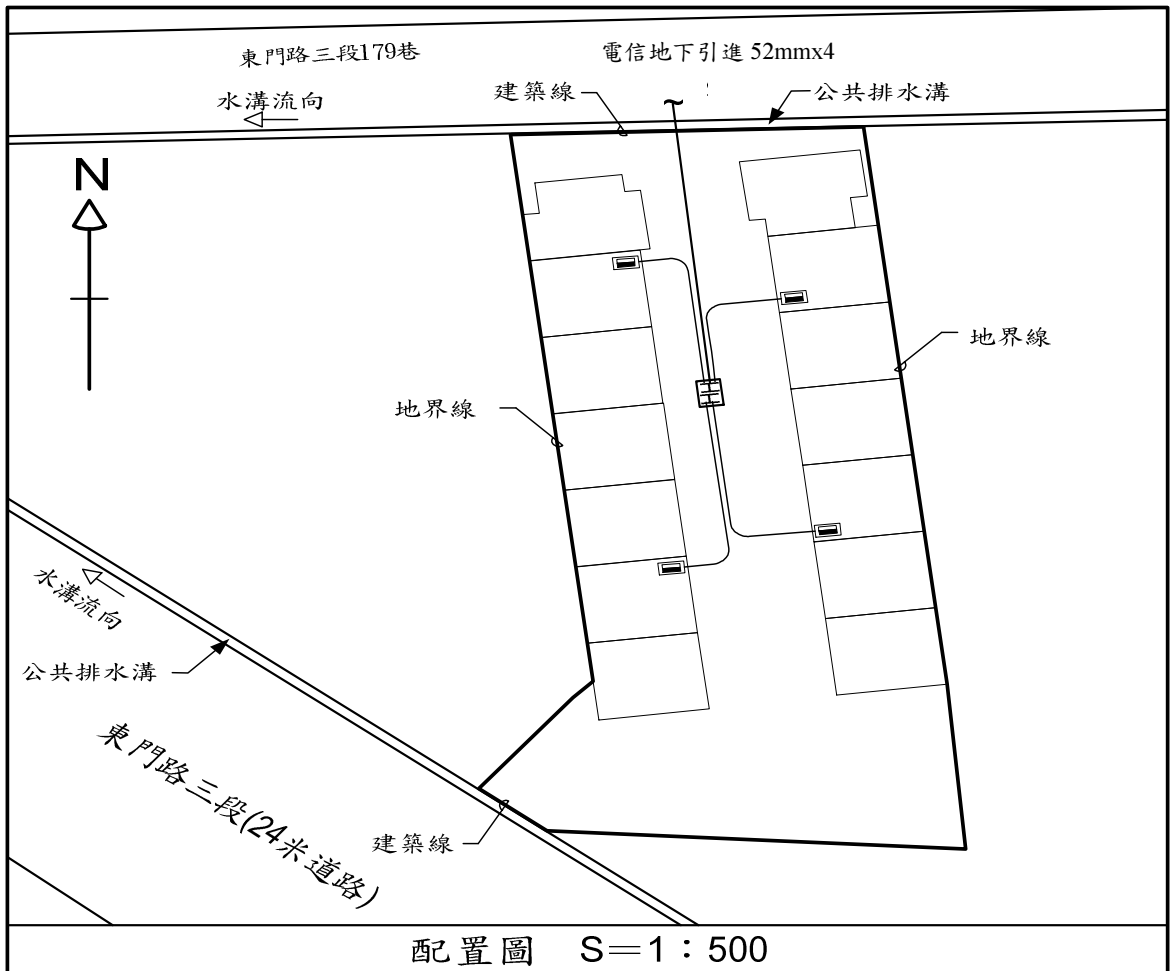 東門路三段179巷
電信地下引進 52mmx4
水溝流向
建築線
公共排水溝
N
地界線
地界線
水溝流向
公共排水溝
東門路三段(24米道路)
建築線
配置圖 S=1：500